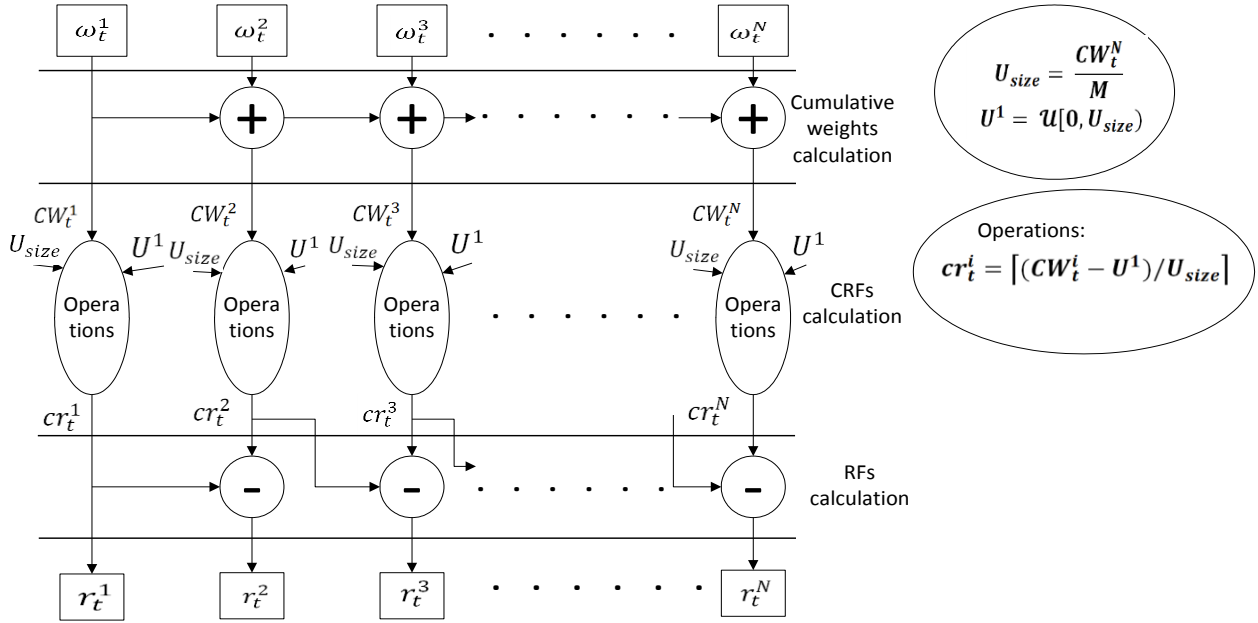 ω_t^1 ω_t^2 ω_t^3 . . . . . . ω_t^N
U_size = CW_t^N / M
U^1 = 𝒰[0, U_size)
+ + . . . . . . +
Cumulative
weights
calculation
CW_t^1 CW_t^2 CW_t^3 CW_t^N
U_size U^1 U_size U^1 U_size U^1 U_size U^1
Operations:
cr_t^i = ⌈(CW_t^i − U^1)/U_size⌉
Opera Opera Opera Opera
tions tions tions . . . . . . tions
CRFs
calculation
cr_t^1 cr_t^2 cr_t^3 cr_t^N
- - . . . . . . -
RFs
calculation
r_t^1 r_t^2 r_t^3 . . . . . . r_t^N